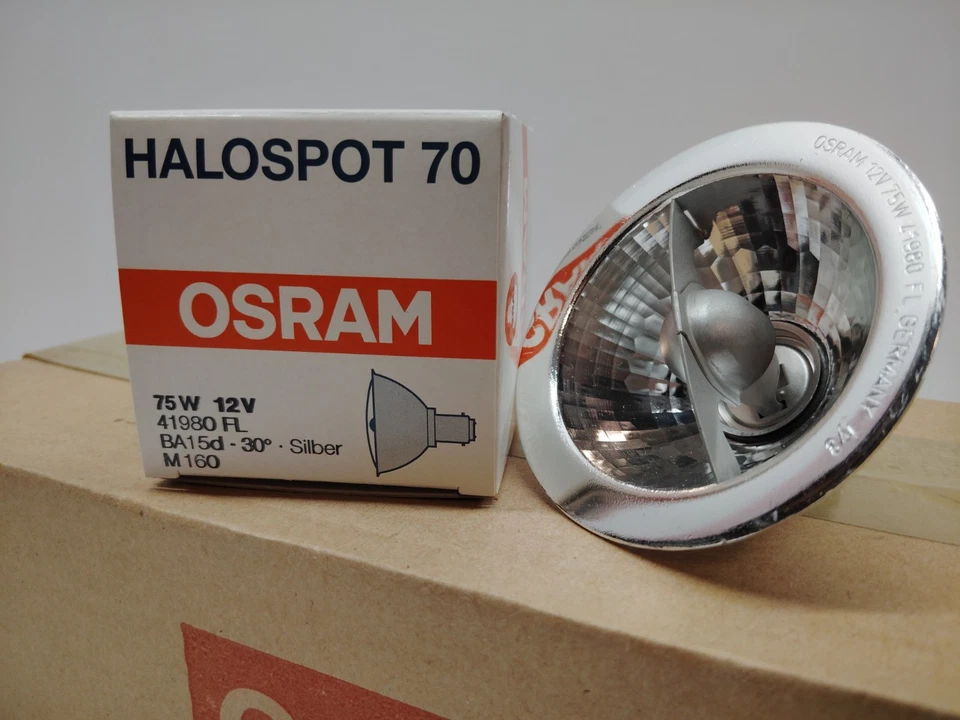 HALOSPOT 70
OSRAM
75W 12V
41980 FL
BA15d - 30° · Silber
M160
OSRAM 12V 75W 41980 FL GERMANY